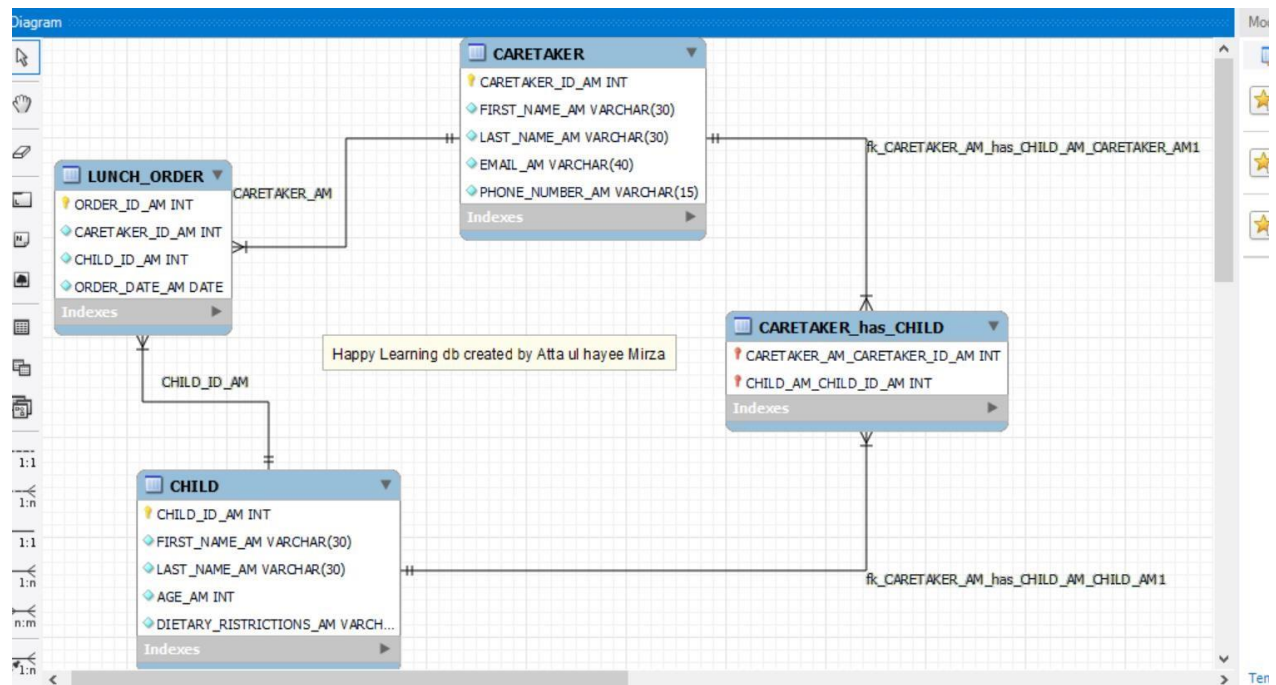 Diagram
CARETAKER
CARETAKER_ID_AM INT
FIRST_NAME_AM VARCHAR(30)
LAST_NAME_AM VARCHAR(30)
EMAIL_AM VARCHAR(40)
PHONE_NUMBER_AM VARCHAR(15)
Indexes
fk_CARETAKER_AM_has_CHILD_AM_CARETAKER_AM1
LUNCH_ORDER
ORDER_ID_AM INT
CARETAKER_ID_AM INT
CHILD_ID_AM INT
ORDER_DATE_AM DATE
Indexes
CARETAKER_AM
CARETAKER_has_CHILD
CARETAKER_AM_CARETAKER_ID_AM INT
CHILD_AM_CHILD_ID_AM INT
Indexes
Happy Learning db created by Atta ul hayee Mirza
CHILD_ID_AM
CHILD
CHILD_ID_AM INT
FIRST_NAME_AM VARCHAR(30)
LAST_NAME_AM VARCHAR(30)
AGE_AM INT
DIETARY_RISTRICTIONS_AM VARCH...
Indexes
fk_CARETAKER_AM_has_CHILD_AM_CHILD_AM1
1:1
1:n
1:1
1:n
n:m
1:n